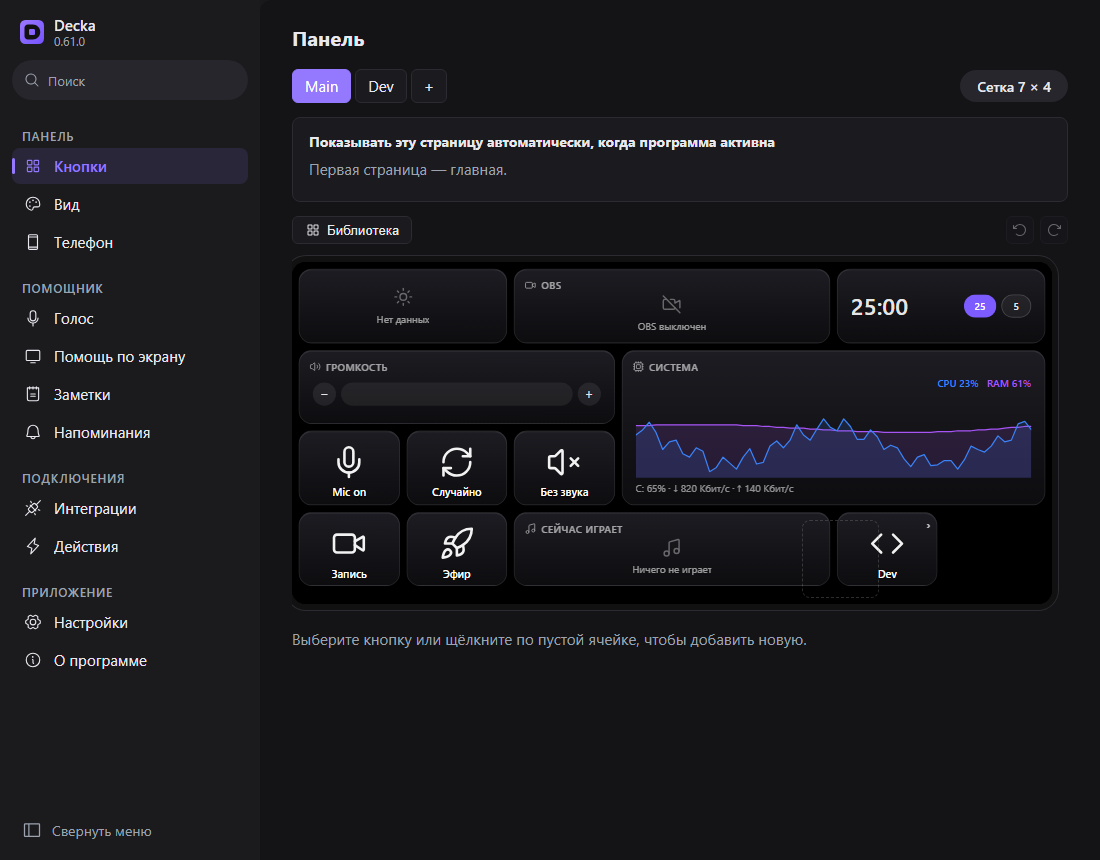 Decka
0.61.0
Поиск
ПАНЕЛЬ
Кнопки
Вид
Телефон
ПОМОЩНИК
Голос
Помощь по экрану
Заметки
Напоминания
ПОДКЛЮЧЕНИЯ
Интеграции
Действия
ПРИЛОЖЕНИЕ
Настройки
О программе
Свернуть меню
Панель
Main Dev +
Сетка 7 × 4
Показывать эту страницу автоматически, когда программа активна
Первая страница — главная.
Библиотека
Нет данных
OBS
OBS выключен
25:00 25 5
ГРОМКОСТЬ
− +
СИСТЕМА
CPU 23% RAM 61%
C: 65% · ↓ 820 Кбит/с · ↑ 140 Кбит/с
Mic on
Случайно
Без звука
Запись
Эфир
СЕЙЧАС ИГРАЕТ
Ничего не играет
›
Dev
Выберите кнопку или щёлкните по пустой ячейке, чтобы добавить новую.